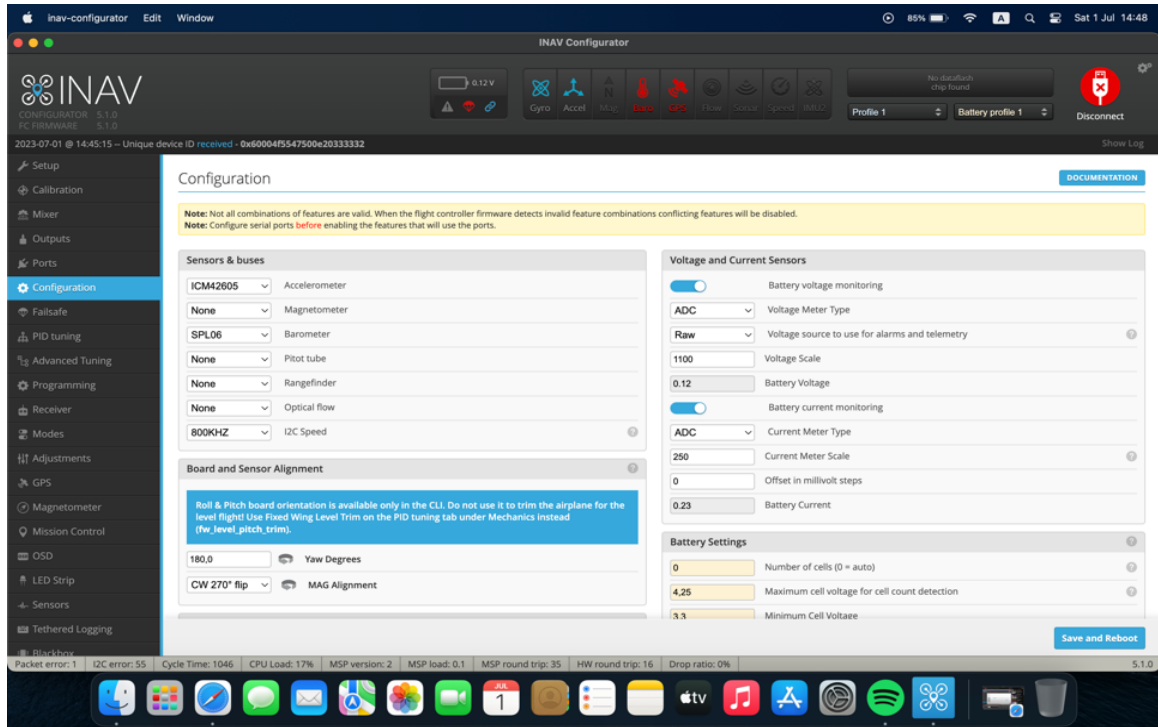 inav-configurator Edit Window 85% A Sat 1 Jul 14:48
INAV Configurator
INAV
CONFIGURATOR 5.1.0
FC FIRMWARE 5.1.0
0.12 V
Gyro Accel Mag Baro GPS Flow Sonar Speed IMU2
No dataflash
chip found
Profile 1 Battery profile 1
Disconnect
2023-07-01 @ 14:45:15 -- Unique device ID received - 0x60004f5547500e20333332 Show Log
Setup
Calibration
Mixer
Outputs
Ports
Configuration
Failsafe
PID tuning
Advanced Tuning
Programming
Receiver
Modes
Adjustments
GPS
Magnetometer
Mission Control
OSD
LED Strip
Sensors
Tethered Logging
Blackbox
Configuration
DOCUMENTATION
Note: Not all combinations of features are valid. When the flight controller firmware detects invalid feature combinations conflicting features will be disabled.
Note: Configure serial ports before enabling the features that will use the ports.
Sensors & buses
ICM42605 Accelerometer
None Magnetometer
SPL06 Barometer
None Pitot tube
None Rangefinder
None Optical flow
800KHZ I2C Speed
Board and Sensor Alignment
Roll & Pitch board orientation is available only in the CLI. Do not use it to trim the airplane for the
level flight! Use Fixed Wing Level Trim on the PID tuning tab under Mechanics instead
(fw_level_pitch_trim).
180,0 Yaw Degrees
CW 270° flip MAG Alignment
Voltage and Current Sensors
Battery voltage monitoring
ADC Voltage Meter Type
Raw Voltage source to use for alarms and telemetry
1100 Voltage Scale
0.12 Battery Voltage
Battery current monitoring
ADC Current Meter Type
250 Current Meter Scale
0 Offset in millivolt steps
0.23 Battery Current
Battery Settings
0 Number of cells (0 = auto)
4,25 Maximum cell voltage for cell count detection
3,3 Minimum Cell Voltage
Save and Reboot
Packet error: 1 I2C error: 55 Cycle Time: 1046 CPU Load: 17% MSP version: 2 MSP load: 0.1 MSP round trip: 35 HW round trip: 16 Drop ratio: 0% 5.1.0
JUL
1
tv